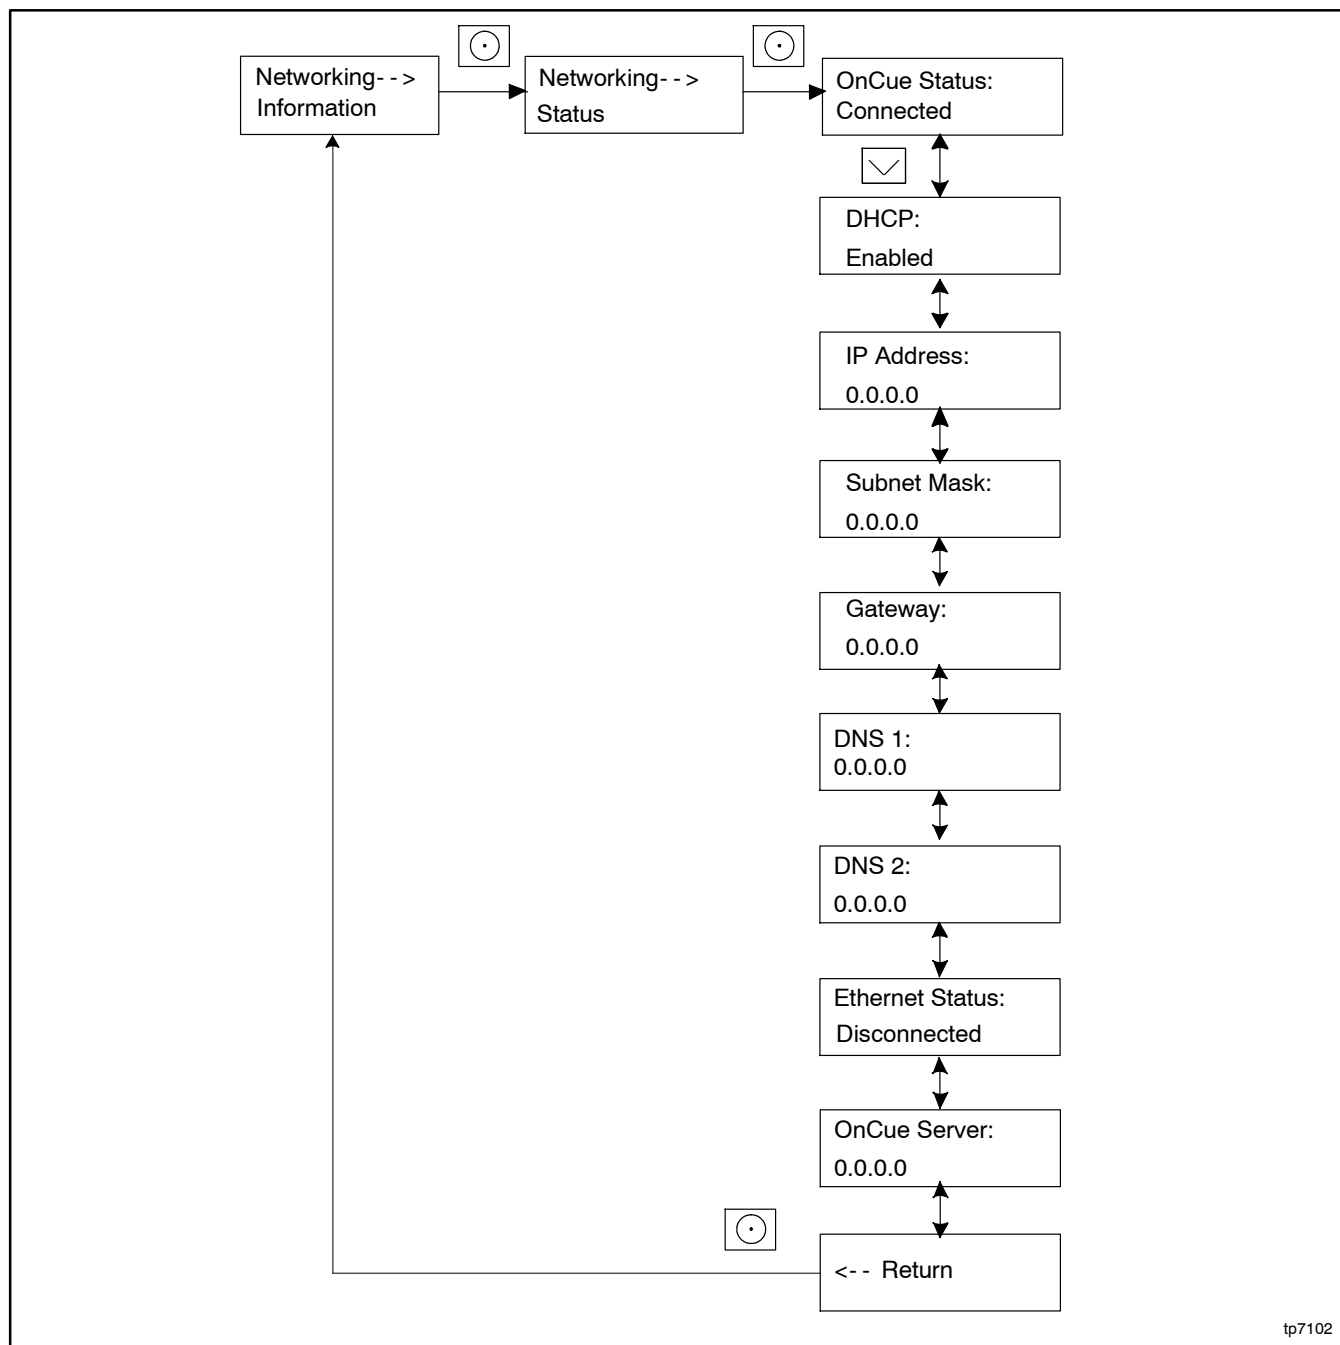 Networking- - >
Information
Networking- - >
Status
OnCue Status:
Connected
DHCP:
Enabled
IP Address:
0.0.0.0
Subnet Mask:
0.0.0.0
Gateway:
0.0.0.0
DNS 1:
0.0.0.0
DNS 2:
0.0.0.0
Ethernet Status:
Disconnected
OnCue Server:
0.0.0.0
<- - Return
tp7102